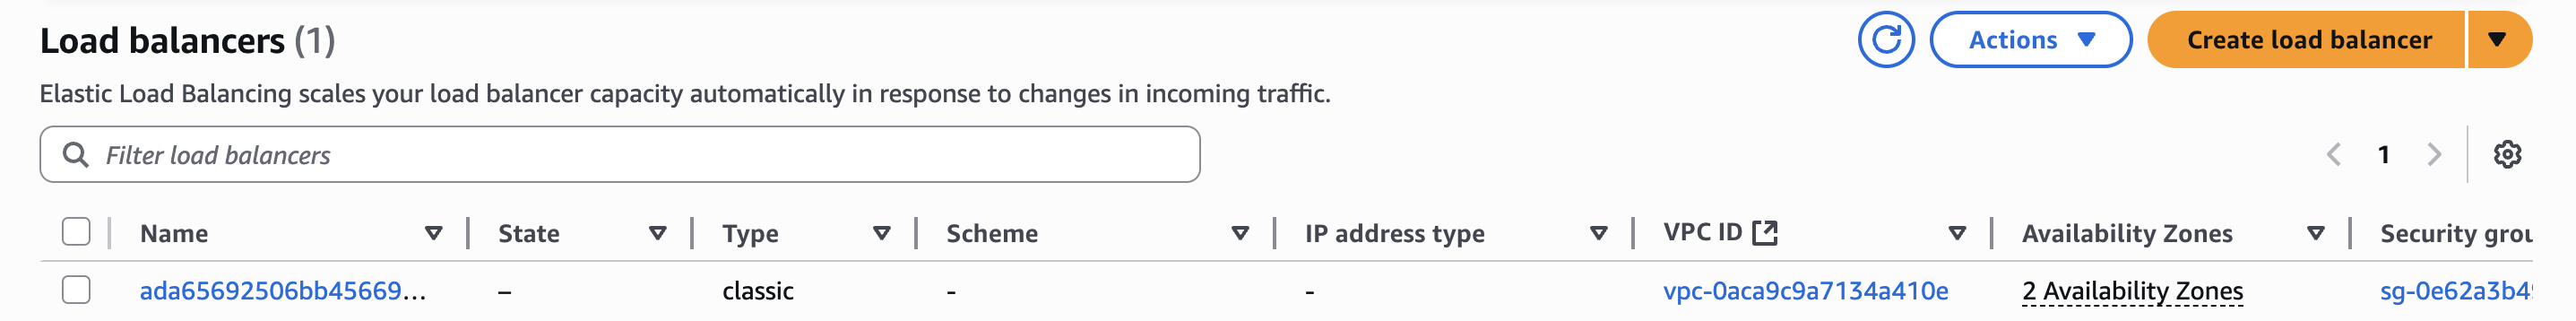 Load balancers (1)
Actions
Create load balancer
Elastic Load Balancing scales your load balancer capacity automatically in response to changes in incoming traffic.
Filter load balancers
1
Name State Type Scheme IP address type VPC ID Availability Zones Security grou
ada65692506bb45669... – classic - - vpc-0aca9c9a7134a410e 2 Availability Zones sg-0e62a3b4